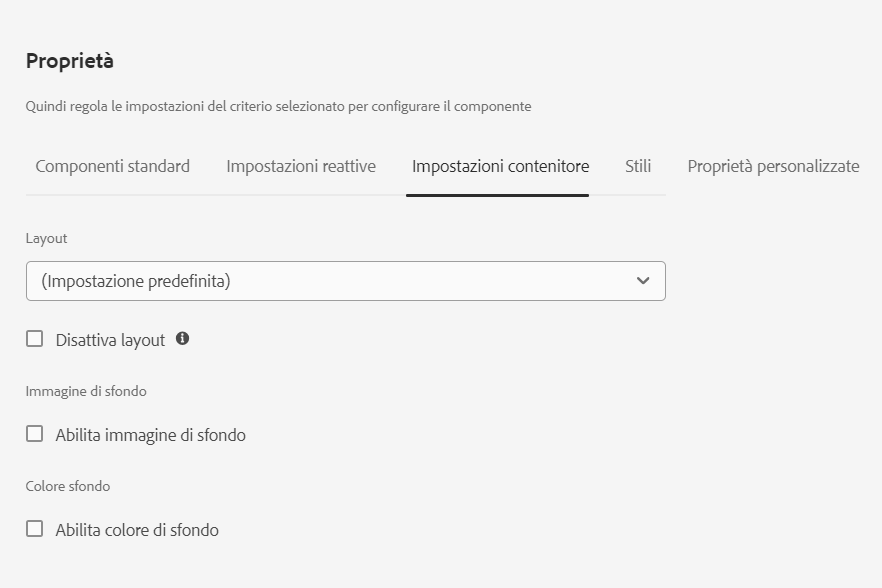 Proprietà
Quindi regola le impostazioni del criterio selezionato per configurare il componente
Componenti standard Impostazioni reattive Impostazioni contenitore Stili Proprietà personalizzate
Layout
(Impostazione predefinita)
Disattiva layout
Immagine di sfondo
Abilita immagine di sfondo
Colore sfondo
Abilita colore di sfondo